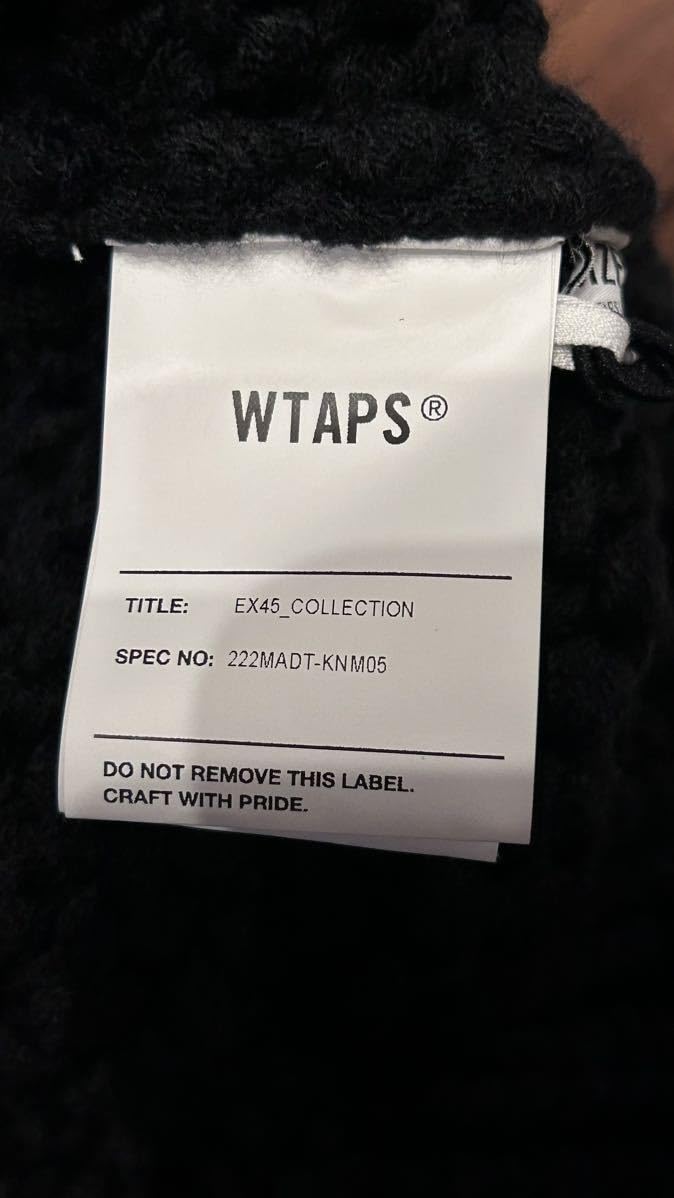 WTAPS®
TITLE: EX45_COLLECTION
SPEC NO: 222MADT-KNM05
DO NOT REMOVE THIS LABEL.
CRAFT WITH PRIDE.